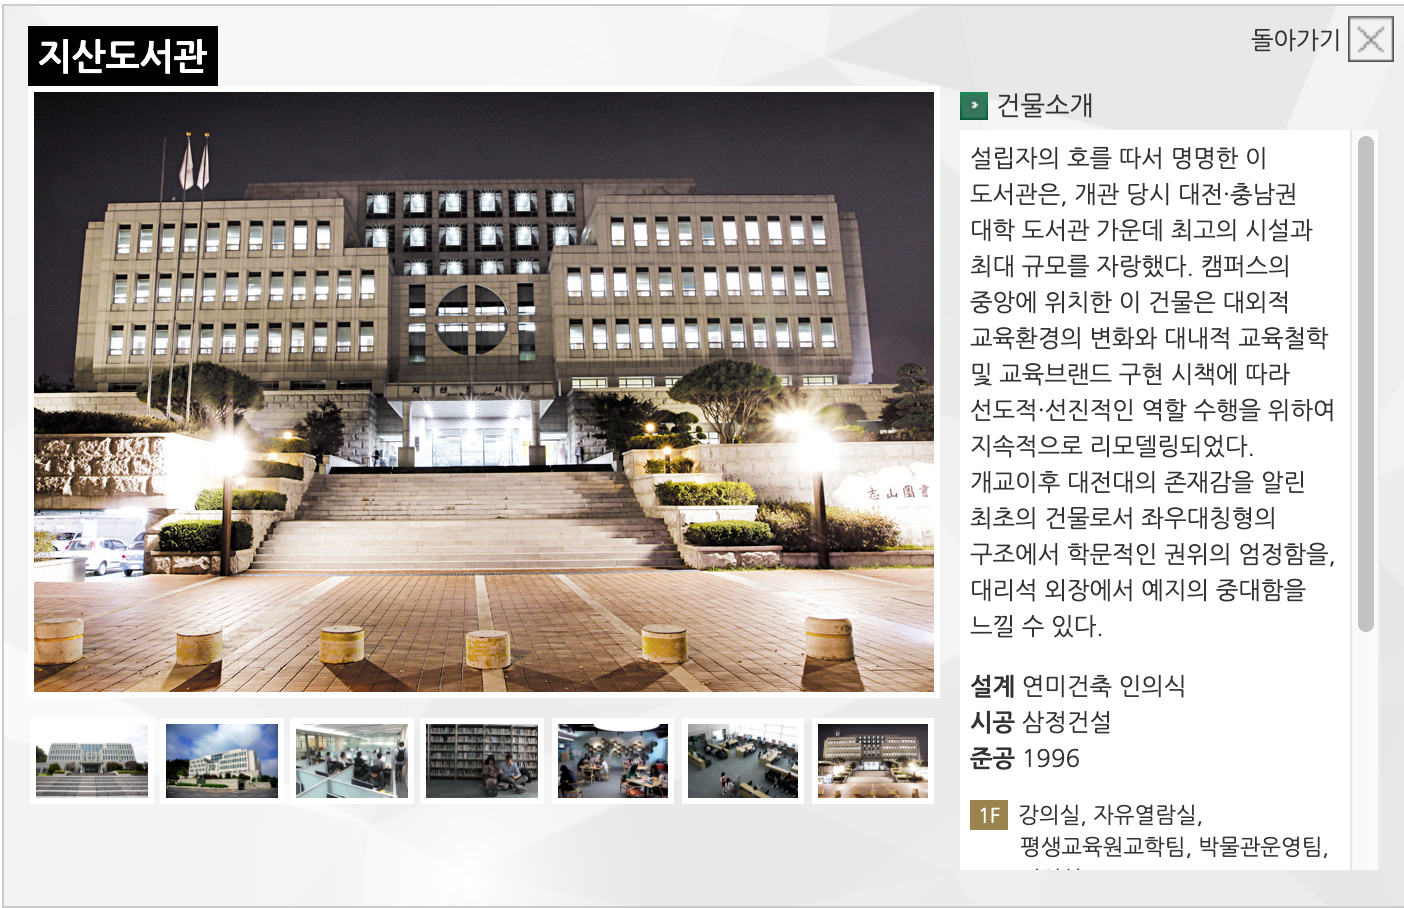 지산도서관
돌아가기
지산도서관
志山圖書
건물소개
설립자의 호를 따서 명명한 이
도서관은, 개관 당시 대전·충남권
대학 도서관 가운데 최고의 시설과
최대 규모를 자랑했다. 캠퍼스의
중앙에 위치한 이 건물은 대외적
교육환경의 변화와 대내적 교육철학
및 교육브랜드 구현 시책에 따라
선도적·선진적인 역할 수행을 위하여
지속적으로 리모델링되었다.
개교이후 대전대의 존재감을 알린
최초의 건물로서 좌우대칭형의
구조에서 학문적인 권위의 엄정함을,
대리석 외장에서 예지의 중대함을
느낄 수 있다.
설계 연미건축 인의식
시공 삼정건설
준공 1996
1F 강의실, 자유열람실,
평생교육원교학팀, 박물관운영팀,